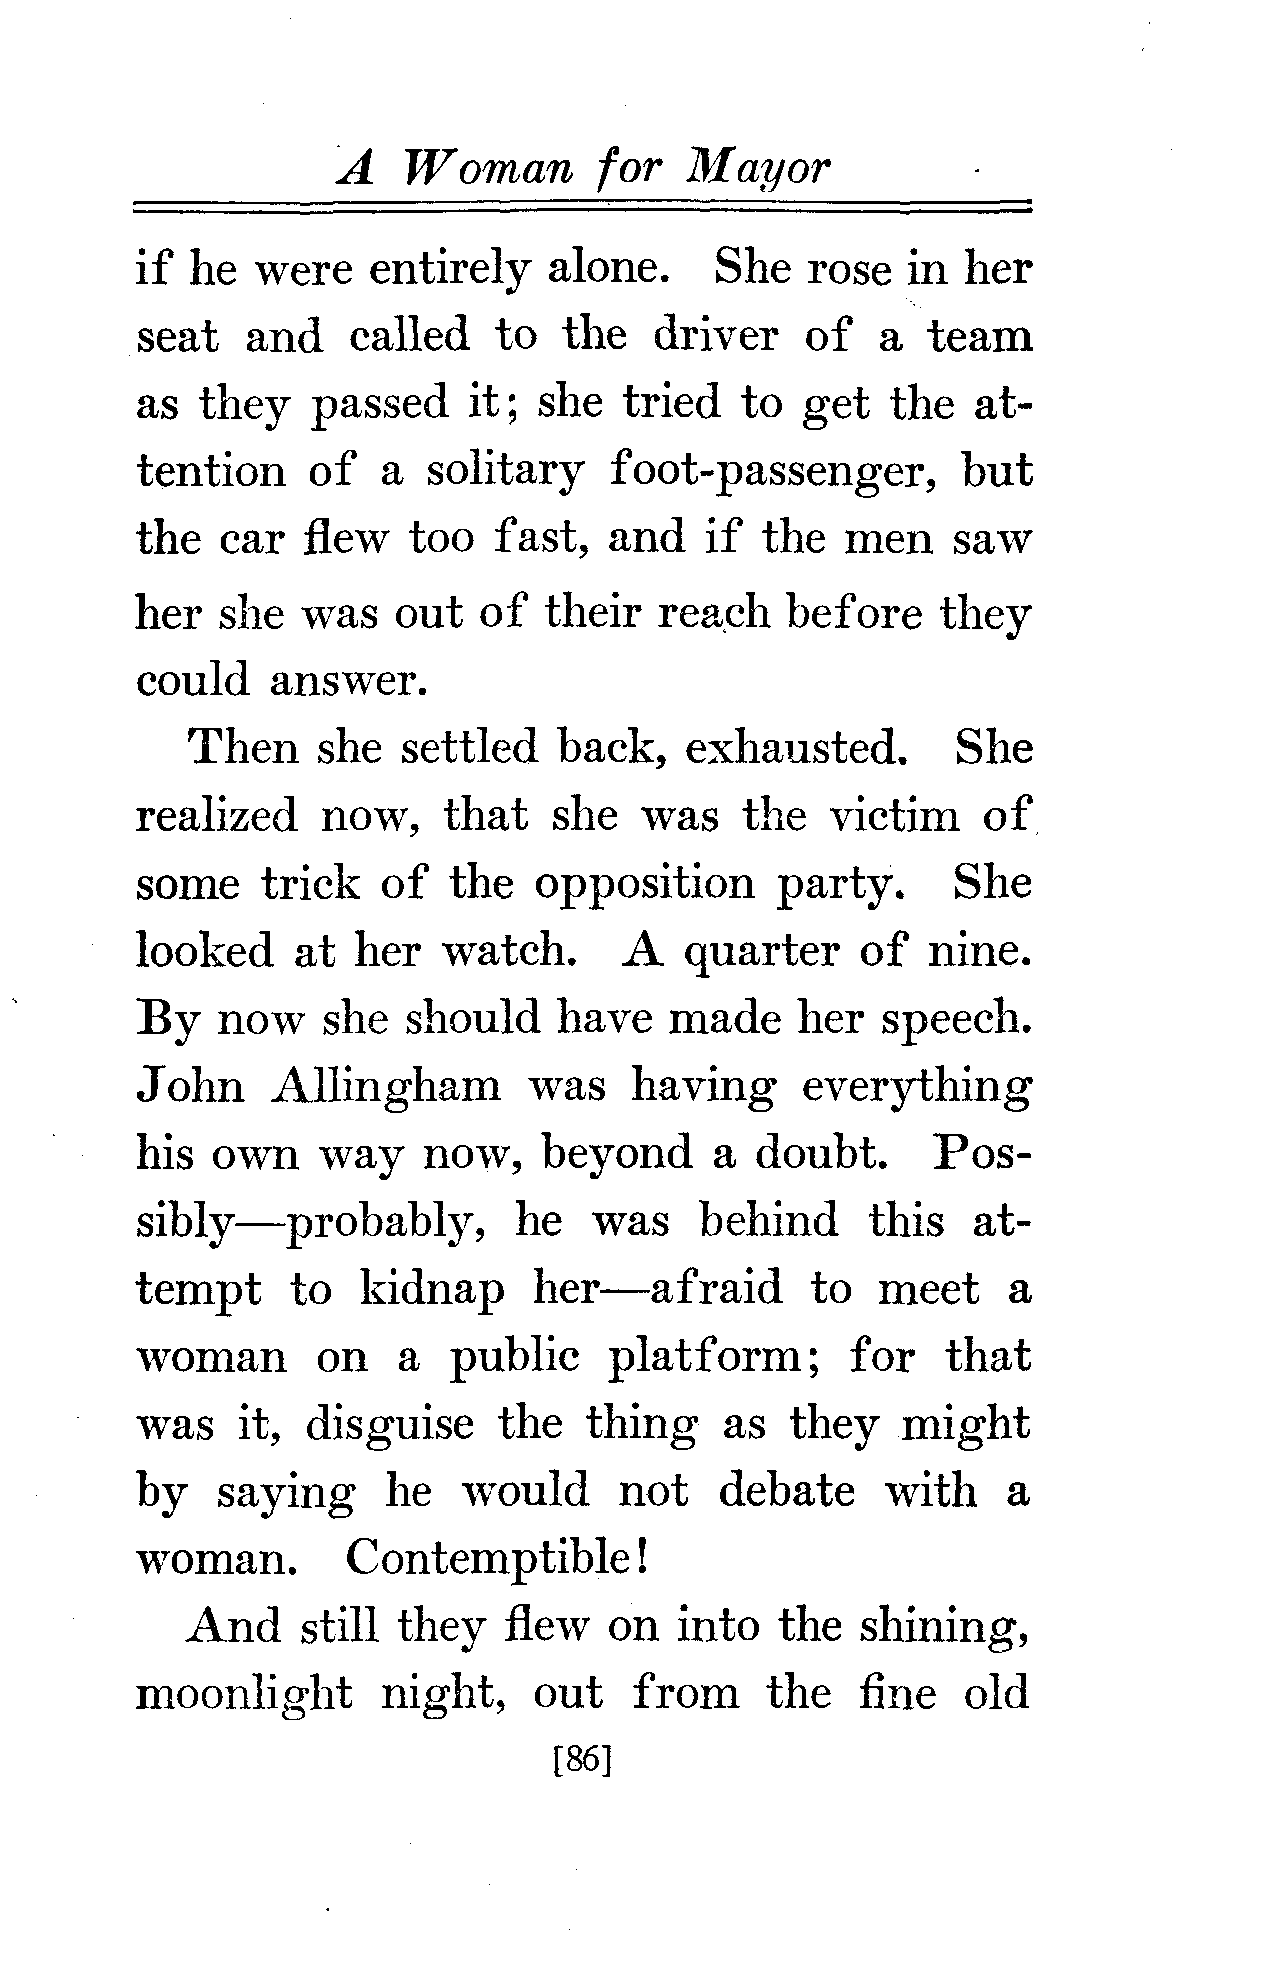 A Woman for Mayor
if he were entirely alone. She rose in her
seat and called to the driver of a team
as they passed it; she tried to get the at-
tention of a solitary foot-passenger, but
the car flew too fast, and if the men saw
her she was out of their reach before they
could answer.
Then she settled back, exhausted. She
realized now, that she was the victim of
some trick of the opposition party. She
looked at her watch. A quarter of nine.
By now she should have made her speech.
John Allingham was having everything
his own way now, beyond a doubt. Pos-
sibly—probably, he was behind this at-
tempt to kidnap her—afraid to meet a
woman on a public platform; for that
was it, disguise the thing as they might
by saying he would not debate with a
woman. Contemptible!
And still they flew on into the shining,
moonlight night, out from the fine old
[86]